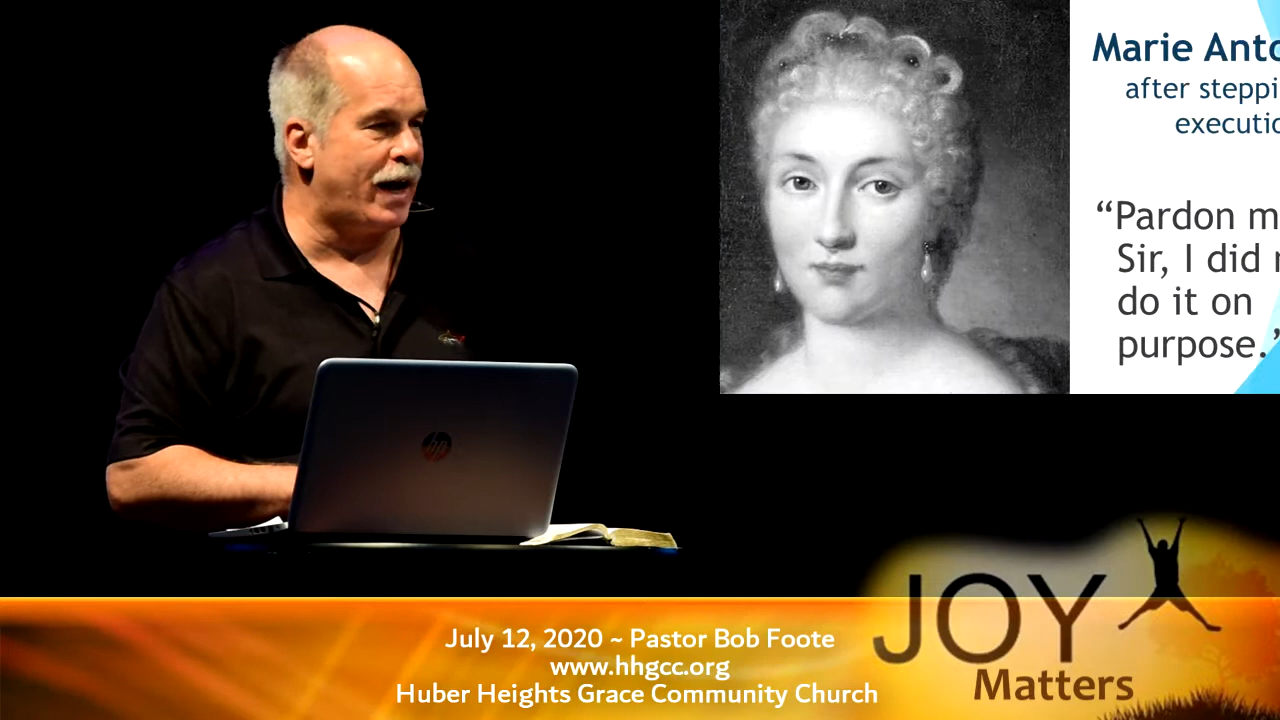 Marie Anto
after steppi
executio
“Pardon m
Sir, I did
do it on
purpose.”
hp
JOY
Matters
July 12, 2020 ~ Pastor Bob Foote
www.hhgcc.org
Huber Heights Grace Community Church